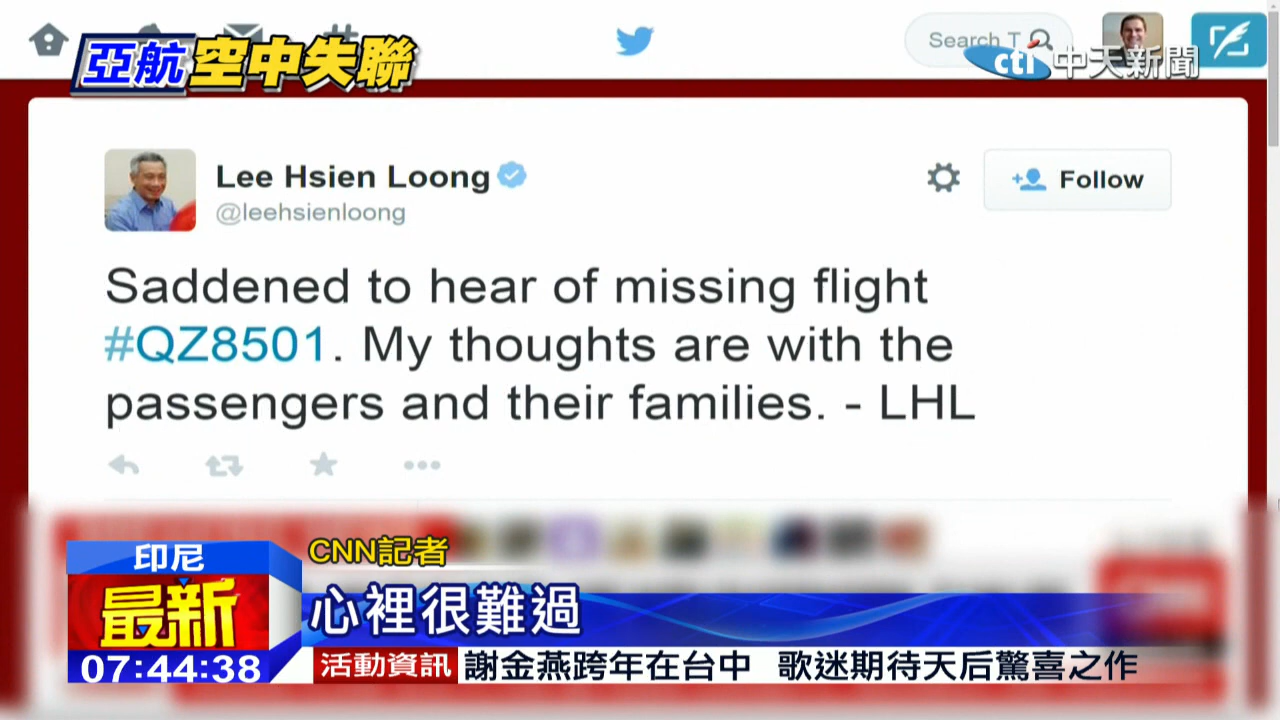 亞航空中失聯
Search T
cti中天新聞
Lee Hsien Loong
@leehsienloong
Follow
Saddened to hear of missing flight
#QZ8501. My thoughts are with the
passengers and their families. - LHL
印尼
最新
07:44:38
CNN記者
心裡很難過
活動資訊 謝金燕跨年在台中 歌迷期待天后驚喜之作